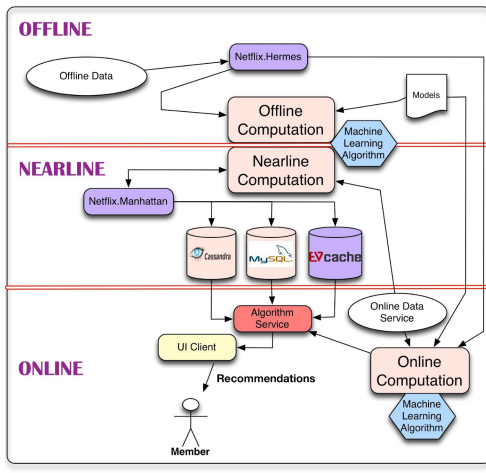 OFFLINE
Netflix.Hermes
Offline Data
Models
Offline
Computation
Machine
Learning
Algorithm
NEARLINE
Nearline
Computation
Netflix.Manhattan
Cassandra
MySQL
EVcache
Online Data
Service
Algorithm
Service
UI Client
Online
Computation
ONLINE
Recommendations
Machine
Learning
Algorithm
Member